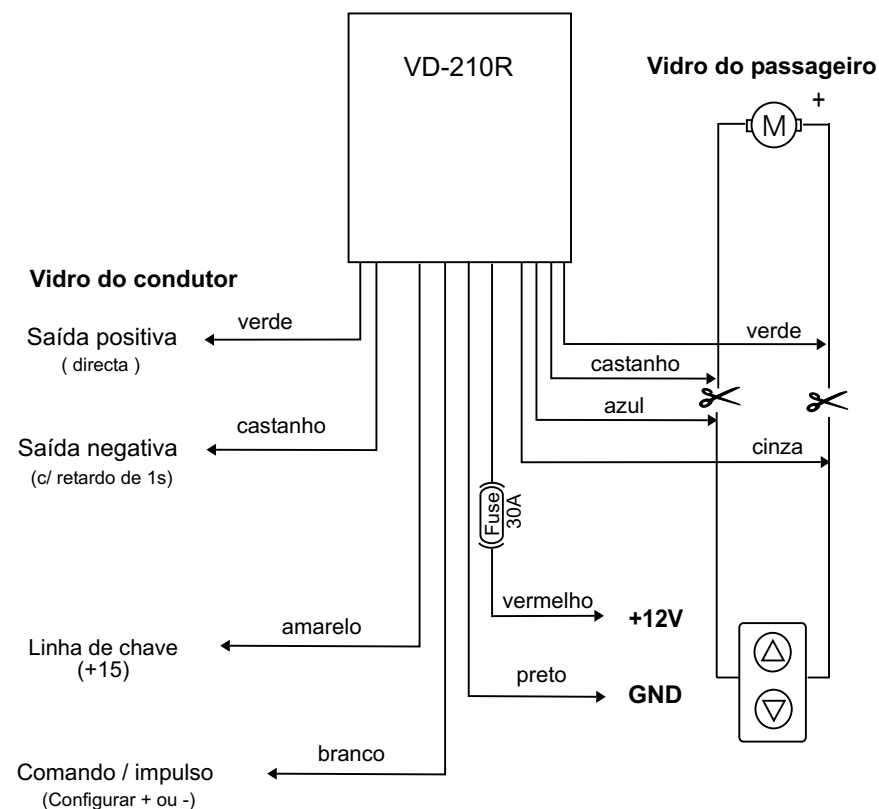 VD-210R
Vidro do passageiro
+
M
Vidro do condutor
verde
Saída positiva
( directa )
castanho
Saída negativa
(c/ retardo de 1s)
verde
castanho
azul
cinza
Fuse
30A
vermelho
+12V
amarelo
Linha de chave
(+15)
preto
GND
branco
Comando / impulso
(Configurar + ou -)